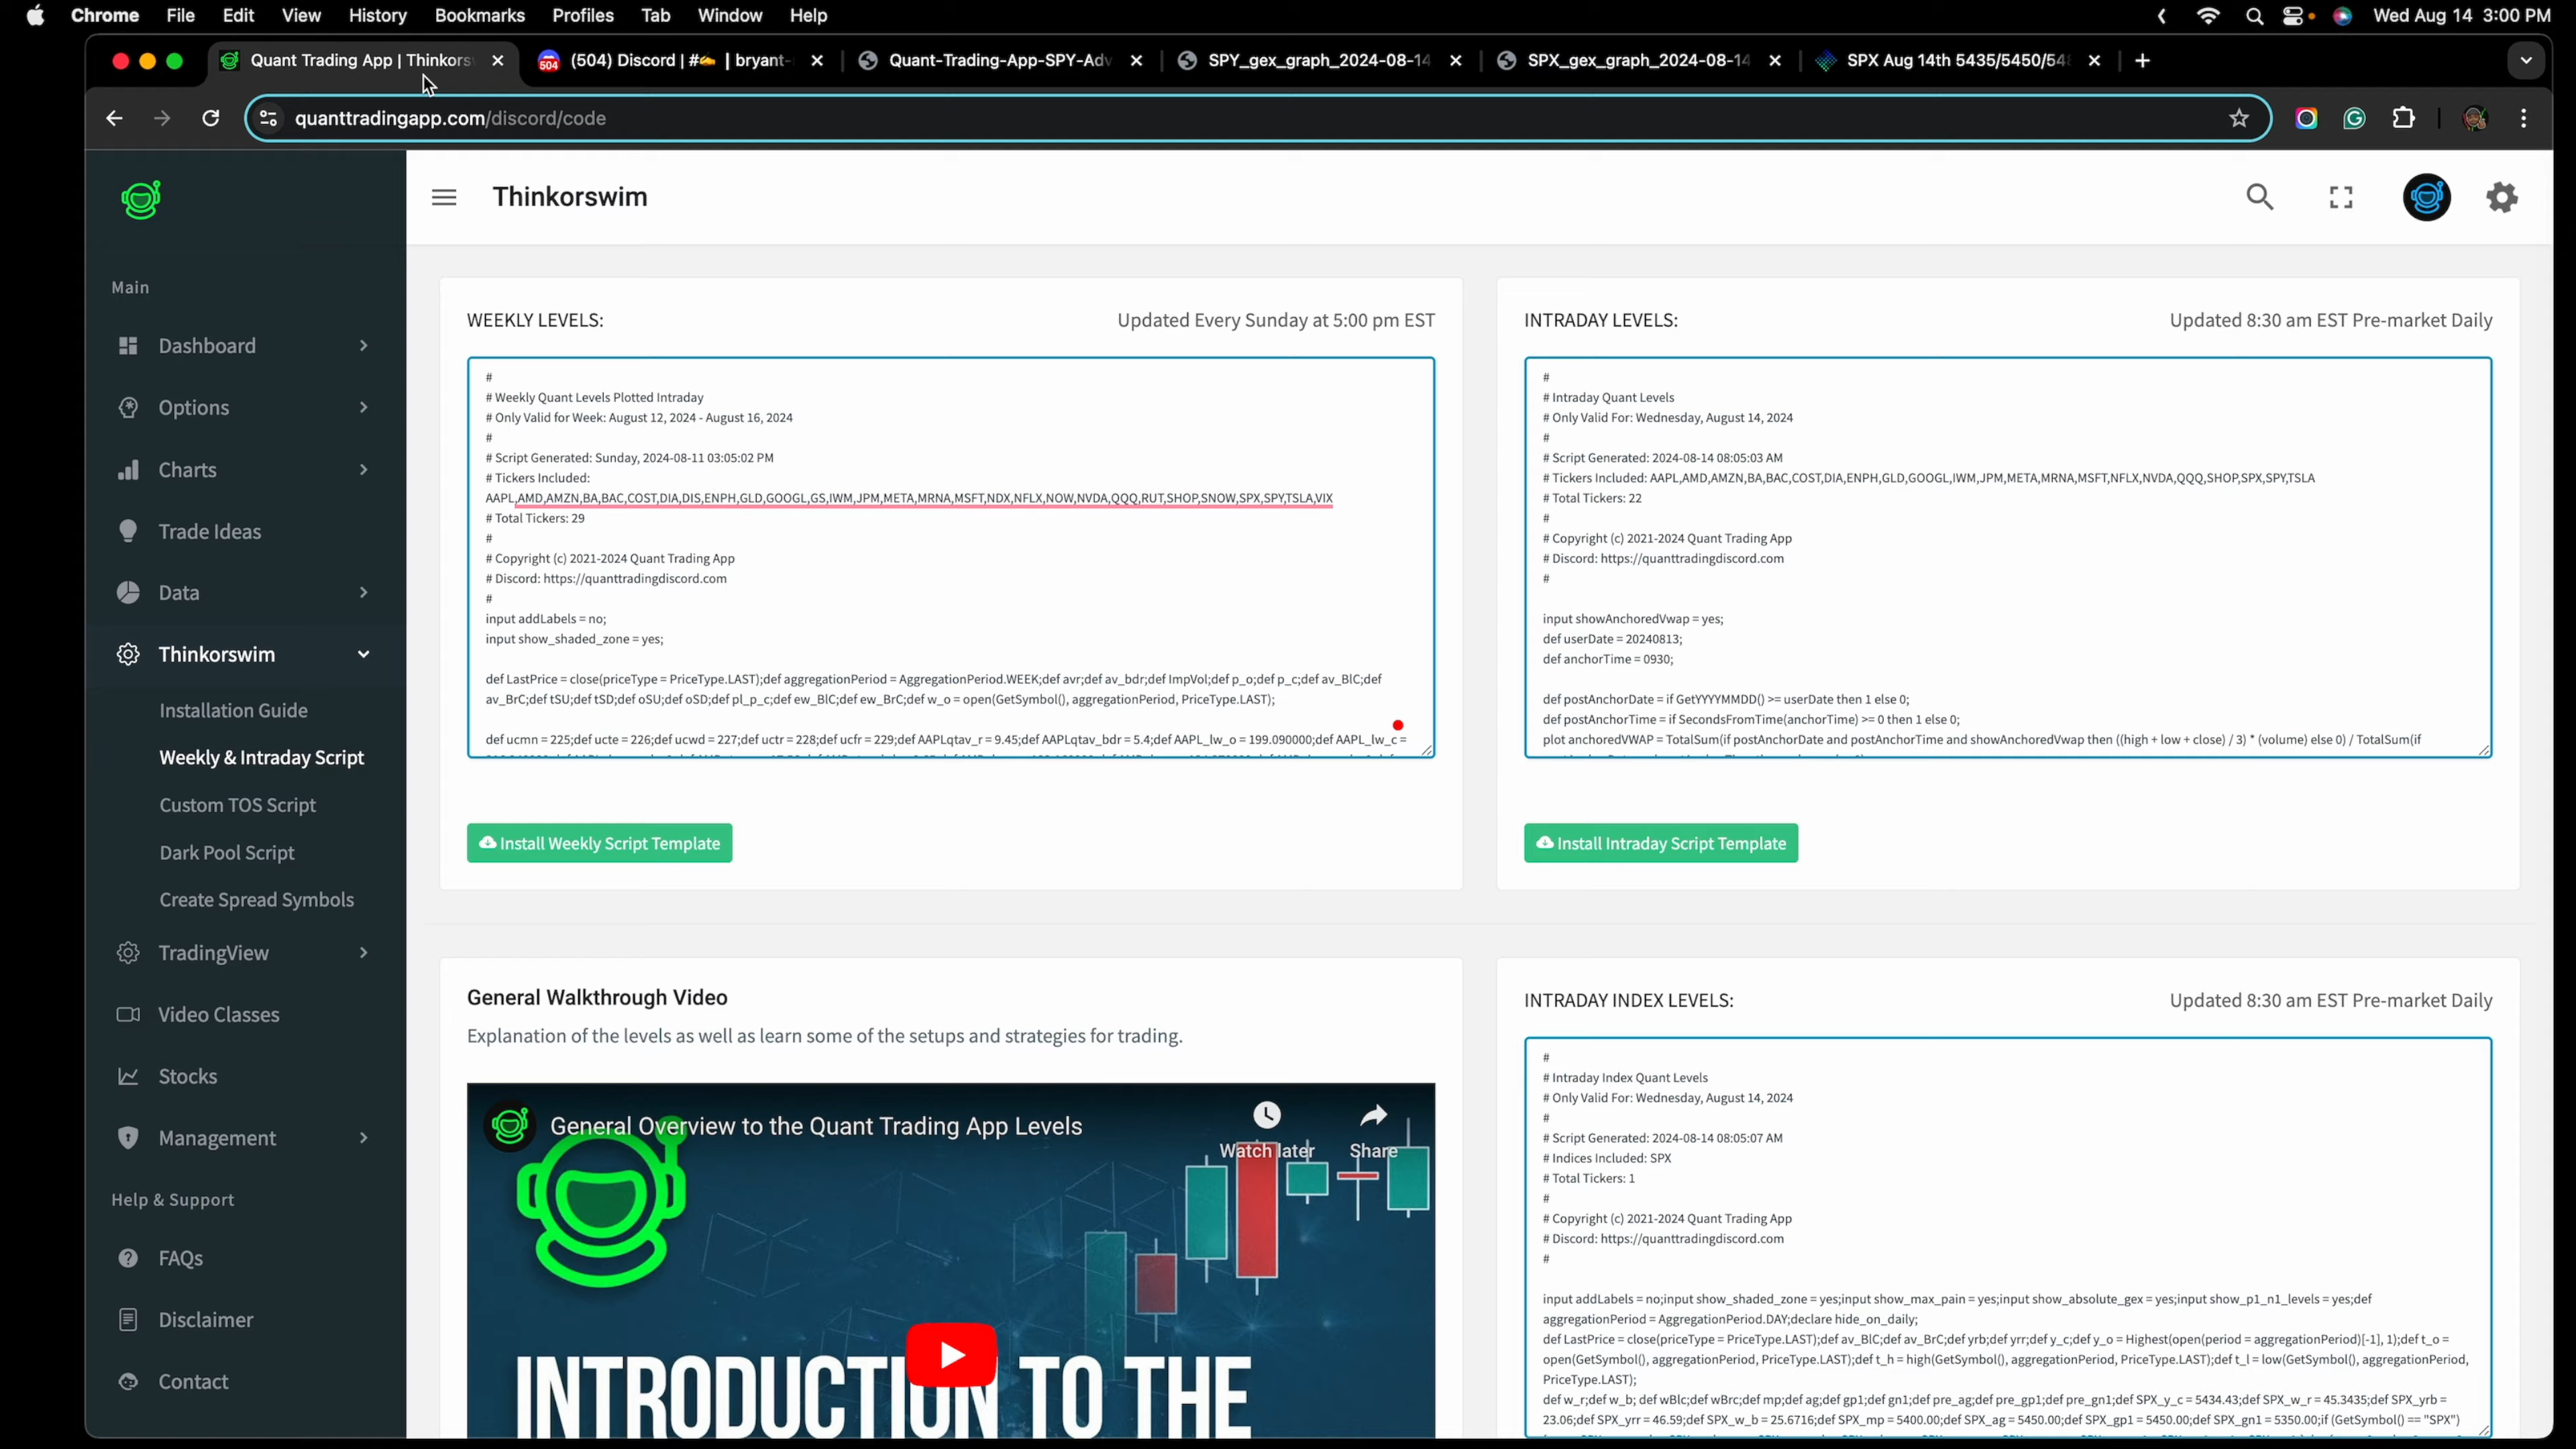 Chrome File Edit View History Bookmarks Profiles Tab Window Help Wed Aug 14 3:00 PM
Quant Trading App | Thinkors (504) Discord | # | bryant- Quant-Trading-App-SPY-Adv SPY_gex_graph_2024-08-14 SPX_gex_graph_2024-08-14 SPX Aug 14th 5435/5450/548
504
quanttradingapp.com/discord/code
Thinkorswim
Main
Dashboard
Options
Charts
Trade Ideas
Data
Thinkorswim
Installation Guide
Weekly & Intraday Script
Custom TOS Script
Dark Pool Script
Create Spread Symbols
TradingView
Video Classes
Stocks
Management
Help & Support
FAQs
Disclaimer
Contact
WEEKLY LEVELS: Updated Every Sunday at 5:00 pm EST
#
# Weekly Quant Levels Plotted Intraday
# Only Valid for Week: August 12, 2024 - August 16, 2024
#
# Script Generated: Sunday, 2024-08-11 03:05:02 PM
# Tickers Included:
AAPL,AMD,AMZN,BA,BAC,COST,DIA,DIS,ENPH,GLD,GOOGL,GS,IWM,JPM,META,MRNA,MSFT,NDX,NFLX,NOW,NVDA,QQQ,RUT,SHOP,SNOW,SPX,SPY,TSLA,VIX
# Total Tickers: 29
#
# Copyright (c) 2021-2024 Quant Trading App
# Discord: https://quanttradingdiscord.com
#
input addLabels = no;
input show_shaded_zone = yes;
def LastPrice = close(priceType = PriceType.LAST);def aggregationPeriod = AggregationPeriod.WEEK;def avr;def av_bdr;def ImpVol;def p_o;def p_c;def av_BlC;def
av_BrC;def tSU;def tSD;def oSU;def oSD;def pl_p_c;def ew_BlC;def ew_BrC;def w_o = open(GetSymbol(), aggregationPeriod, PriceType.LAST);
def ucmn = 225;def ucte = 226;def ucwd = 227;def uctr = 228;def ucfr = 229;def AAPLqtav_r = 9.45;def AAPLqtav_bdr = 5.4;def AAPL_lw_o = 199.090000;def AAPL_lw_c =
Install Weekly Script Template
INTRADAY LEVELS: Updated 8:30 am EST Pre-market Daily
#
# Intraday Quant Levels
# Only Valid For: Wednesday, August 14, 2024
#
# Script Generated: 2024-08-14 08:05:03 AM
# Tickers Included: AAPL,AMD,AMZN,BA,BAC,COST,DIA,ENPH,GLD,GOOGL,IWM,JPM,META,MRNA,MSFT,NFLX,NVDA,QQQ,SHOP,SPX,SPY,TSLA
# Total Tickers: 22
#
# Copyright (c) 2021-2024 Quant Trading App
# Discord: https://quanttradingdiscord.com
#
input showAnchoredVwap = yes;
def userDate = 20240813;
def anchorTime = 0930;
def postAnchorDate = if GetYYYYMMDD() >= userDate then 1 else 0;
def postAnchorTime = if SecondsFromTime(anchorTime) >= 0 then 1 else 0;
plot anchoredVWAP = TotalSum(if postAnchorDate and postAnchorTime and showAnchoredVwap then ((high + low + close) / 3) * (volume) else 0) / TotalSum(if
Install Intraday Script Template
General Walkthrough Video
Explanation of the levels as well as learn some of the setups and strategies for trading.
General Overview to the Quant Trading App Levels
Watch later Share
INTRODUCTION TO THE
INTRADAY INDEX LEVELS: Updated 8:30 am EST Pre-market Daily
#
# Intraday Index Quant Levels
# Only Valid For: Wednesday, August 14, 2024
#
# Script Generated: 2024-08-14 08:05:07 AM
# Indices Included: SPX
# Total Tickers: 1
#
# Copyright (c) 2021-2024 Quant Trading App
# Discord: https://quanttradingdiscord.com
#
input addLabels = no;input show_shaded_zone = yes;input show_max_pain = yes;input show_absolute_gex = yes;input show_p1_n1_levels = yes;def
aggregationPeriod = AggregationPeriod.DAY;declare hide_on_daily;
def LastPrice = close(priceType = PriceType.LAST);def av_BlC;def av_BrC;def yrb;def yrr;def y_c;def y_o = Highest(open(period = aggregationPeriod)[-1], 1);def t_o =
open(GetSymbol(), aggregationPeriod, PriceType.LAST);def t_h = high(GetSymbol(), aggregationPeriod, PriceType.LAST);def t_l = low(GetSymbol(), aggregationPeriod,
PriceType.LAST);
def w_r;def w_b; def wBlc;def wBrc;def mp;def ag;def gp1;def gn1;def pre_ag;def pre_gp1;def pre_gn1;def SPX_y_c = 5434.43;def SPX_w_r = 45.3435;def SPX_yrb =
23.06;def SPX_yrr = 46.59;def SPX_w_b = 25.6716;def SPX_mp = 5400.00;def SPX_ag = 5450.00;def SPX_gp1 = 5450.00;def SPX_gn1 = 5350.00;if (GetSymbol() == "SPX")